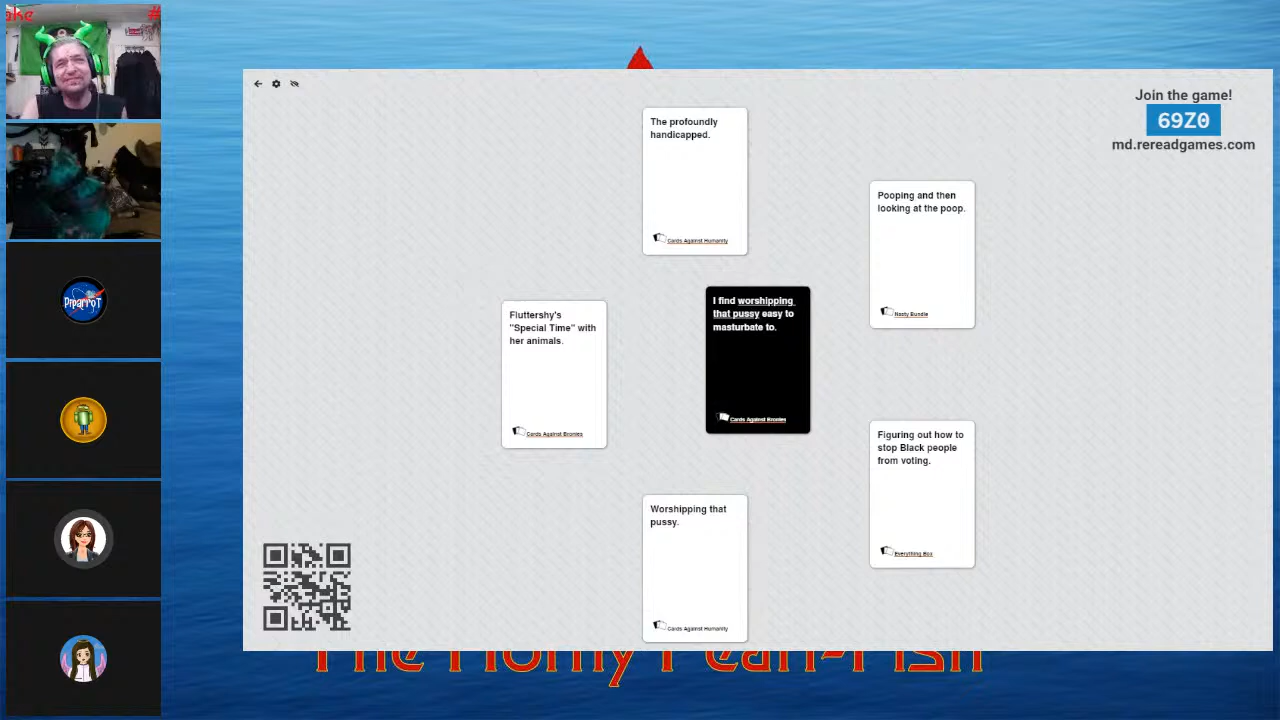 ake
#
PiparroT
Join the game!
69Z0
md.rereadgames.com
The profoundly
handicapped.
Cards Against Humanity
Pooping and then
looking at the poop.
Nasty Bundle
I find worshipping
that pussy easy to
masturbate to.
Cards Against Bronies
Fluttershy's
"Special Time" with
her animals.
Cards Against Bronies
Figuring out how to
stop Black people
from voting.
Everything Box
Worshipping that
pussy.
Cards Against Humanity